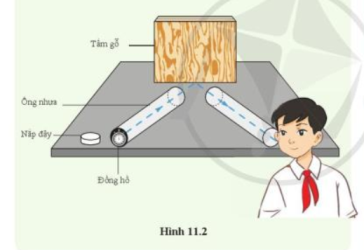 Tấm gỗ
Ống nhựa
Nắp đậy
Đồng hồ
Hình 11.2